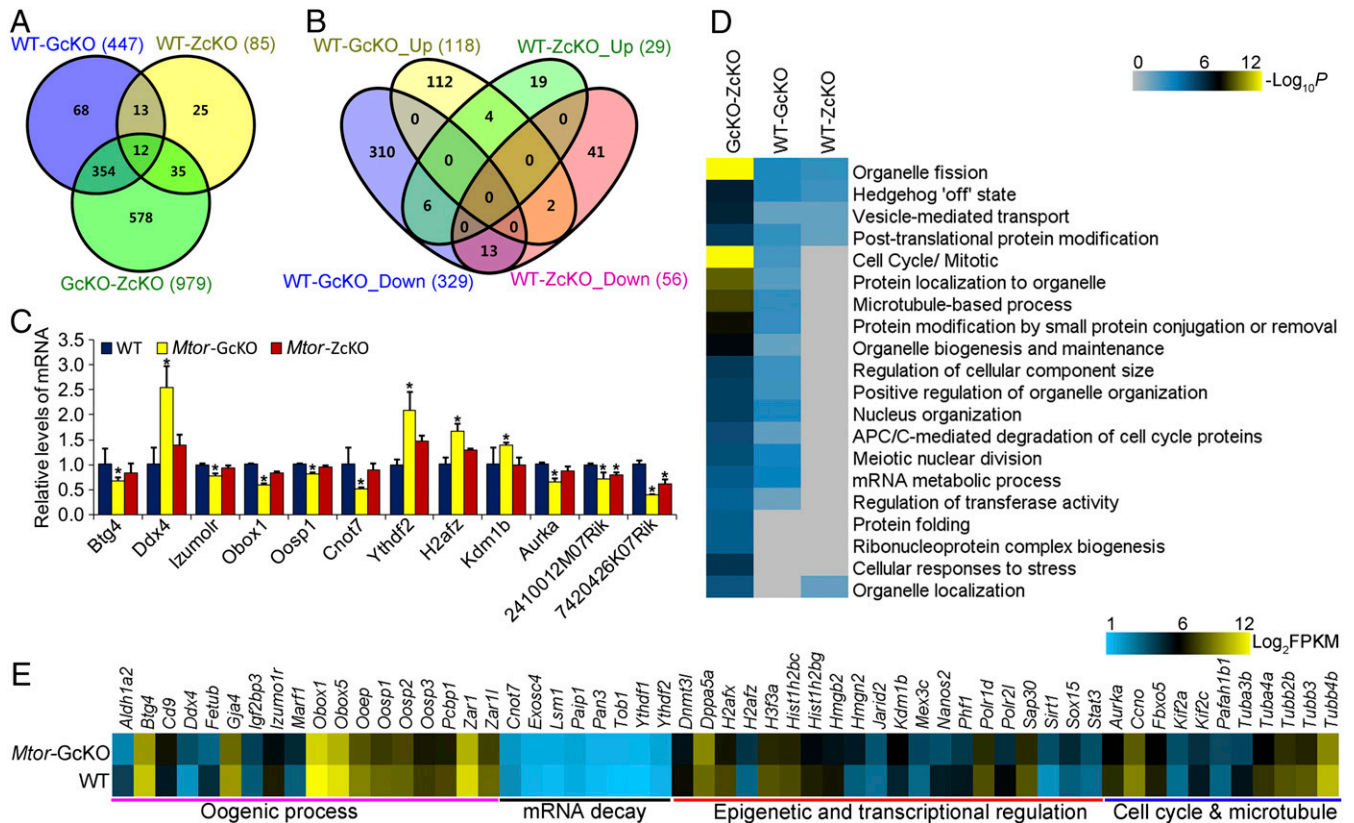 A
WT-GcKO (447)
WT-ZcKO (85)
68
13
25
12
354
35
578
GcKO-ZcKO (979)
B
WT-GcKO_Up (118)
WT-ZcKO_Up (29)
112
19
0
4
0
310
0
0
41
6
0
2
0
0
13
WT-GcKO_Down (329)
WT-ZcKO_Down (56)
C
Relative levels of mRNA
3.5
3.0
2.5
2.0
1.5
1.0
0.5
0.0
WT
Mtor-GcKO
Mtor-ZcKO
* * * * * * * * * * * * * *
Btg4
Ddx4
Izumolr
Obox1
Oosp1
Cnot7
Ythdf2
H2afz
Kdm1b
Aurka
2410012M07Rik
7420426K07Rik
D
0 6 12
-Log10P
GcKO-ZcKO
WT-GcKO
WT-ZcKO
Organelle fission
Hedgehog 'off' state
Vesicle-mediated transport
Post-translational protein modification
Cell Cycle/ Mitotic
Protein localization to organelle
Microtubule-based process
Protein modification by small protein conjugation or removal
Organelle biogenesis and maintenance
Regulation of cellular component size
Positive regulation of organelle organization
Nucleus organization
APC/C-mediated degradation of cell cycle proteins
Meiotic nuclear division
mRNA metabolic process
Regulation of transferase activity
Protein folding
Ribonucleoprotein complex biogenesis
Cellular responses to stress
Organelle localization
1 6 12
Log2FPKM
E
Aldh1a2
Btg4
Cd9
Ddx4
Fetub
Gja4
Igf2bp3
Izumo1r
Marf1
Obox1
Obox5
Ooep
Oosp1
Oosp2
Oosp3
Pcbp1
Zar1
Zar1l
Cnot7
Exosc4
Lsm1
Paip1
Pan3
Tob1
Ythdf1
Ythdf2
Dnmt3l
Dppa5a
H2afx
H2afz
H3f3a
Hist1h2bc
Hist1h2bg
Hmgb2
Hmgn2
Jarid2
Kdm1b
Mex3c
Nanos2
Phf1
Polr1d
Polr2l
Sap30
Sirt1
Sox15
Stat3
Aurka
Ccno
Fbxo5
Kif2a
Kif2c
Pafah1b1
Tuba3b
Tuba4a
Tubb2b
Tubb3
Tubb4b
Mtor-GcKO
WT
Oogenic process
mRNA decay
Epigenetic and transcriptional regulation
Cell cycle & microtubule